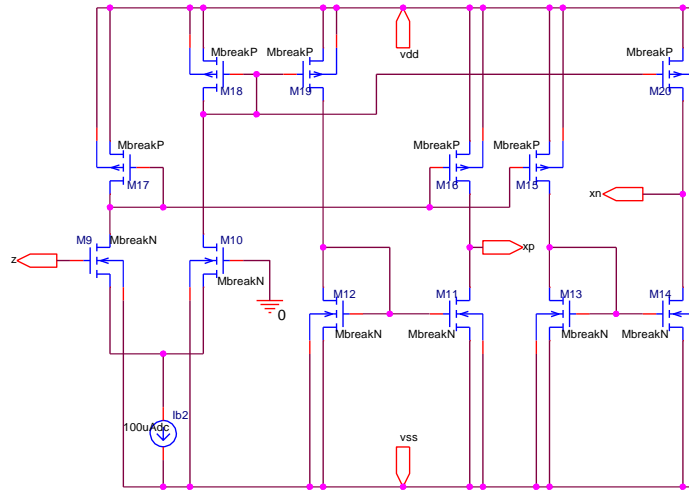 MbreakP
MbreakP
vdd
MbreakP
M18
M19
M20
MbreakP
MbreakP
MbreakP
M17
M16
M15
xn
M9
MbreakN
M10
z
xp
MbreakN
0
M12
M11
M13
M14
MbreakN
MbreakN
MbreakN
MbreakN
Ib2
100uAdc
vss